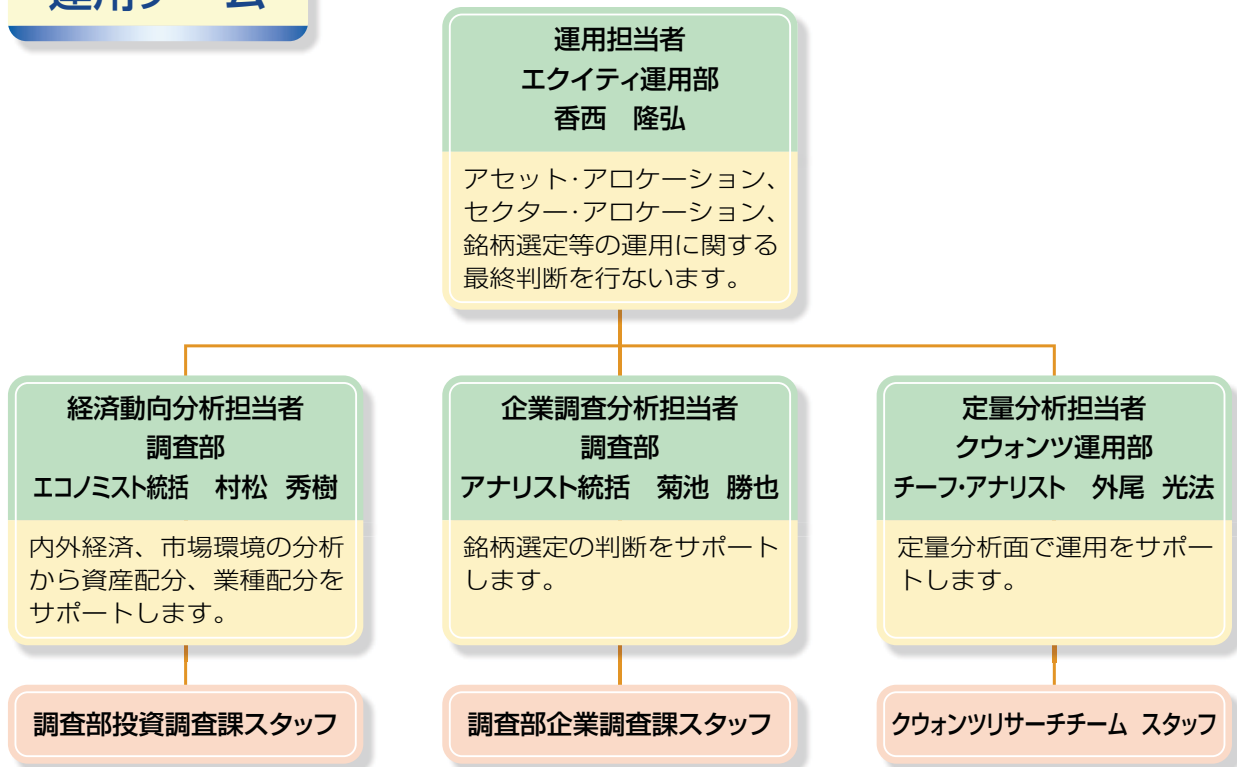 運用チーム
運用担当者
エクイティ運用部
香西　隆弘
アセット・アロケーション、
セクター・アロケーション、
銘柄選定等の運用に関する
最終判断を行ないます。
経済動向分析担当者
調査部
エコノミスト統括　村松 秀樹
内外経済、市場環境の分析
から資産配分、業種配分を
サポートします。
調査部投資調査課スタッフ
企業調査分析担当者
調査部
アナリスト統括　菊池 勝也
銘柄選定の判断をサポート
します。
調査部企業調査課スタッフ
定量分析担当者
クウォンツ運用部
チーフ・アナリスト　外尾 光法
定量分析面で運用をサポー
トします。
クウォンツリサーチチーム スタッフ